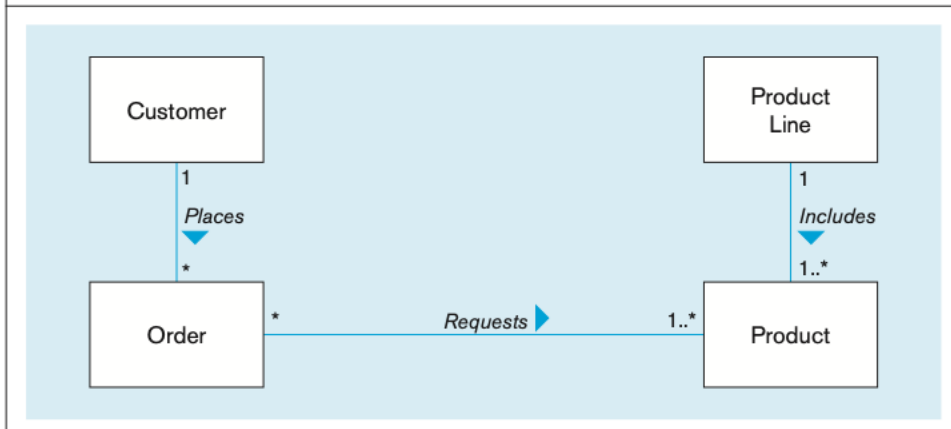 Customer
Product
Line
1
1
Places
Includes
*
1..*
Order
*
Requests
1..*
Product